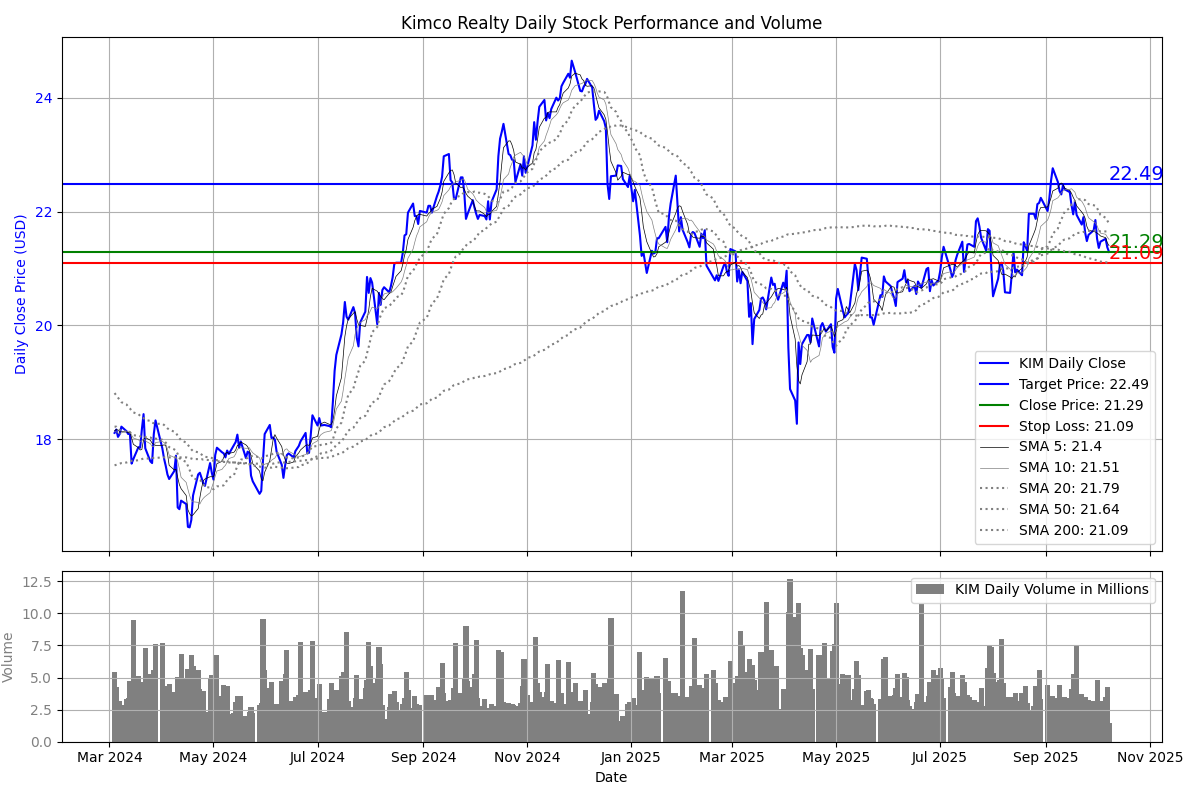 Kimco Realty Daily Stock Performance and Volume
Daily Close Price (USD)
24
22
20
18
22.49
21.29
21.09
KIM Daily Close
Target Price: 22.49
Close Price: 21.29
Stop Loss: 21.09
SMA 5: 21.4
SMA 10: 21.51
SMA 20: 21.79
SMA 50: 21.64
SMA 200: 21.09
Volume
12.5
10.0
7.5
5.0
2.5
0.0
KIM Daily Volume in Millions
Mar 2024 May 2024 Jul 2024 Sep 2024 Nov 2024 Jan 2025 Mar 2025 May 2025 Jul 2025 Sep 2025 Nov 2025
Date